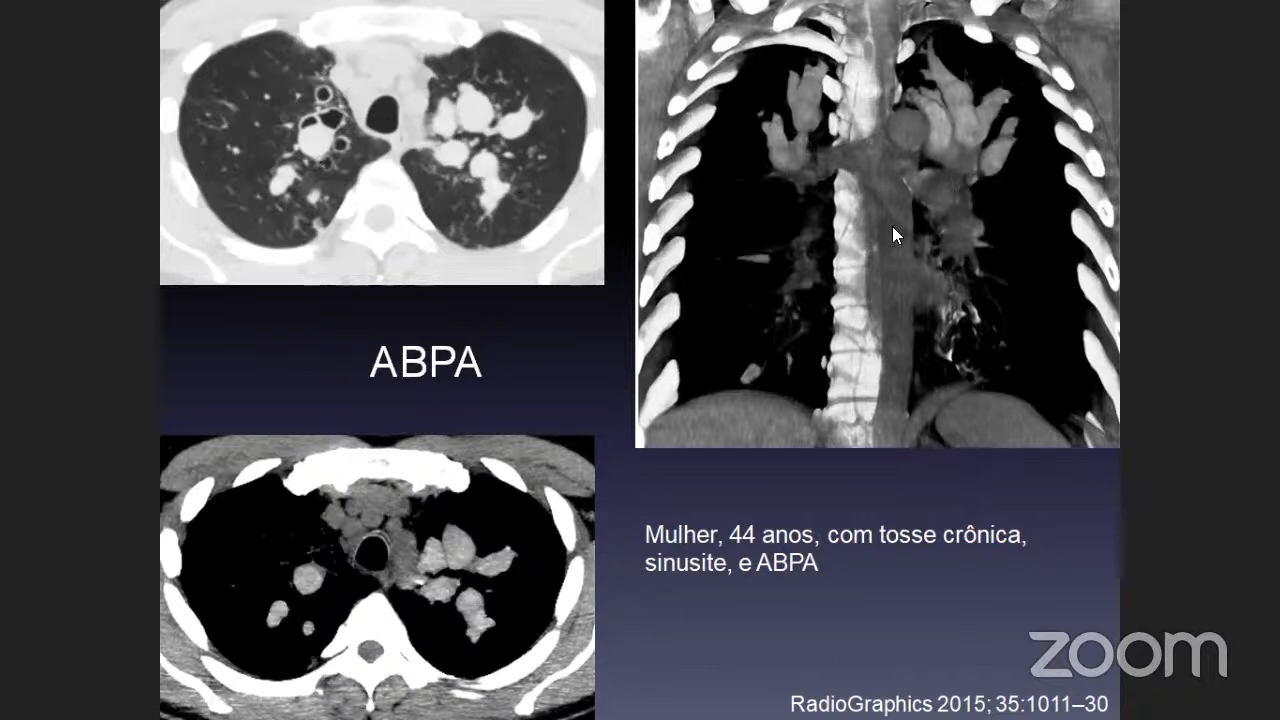 ABPA
Mulher, 44 anos, com tosse crônica,
sinusite, e ABPA
zoom
RadioGraphics 2015; 35:1011–30